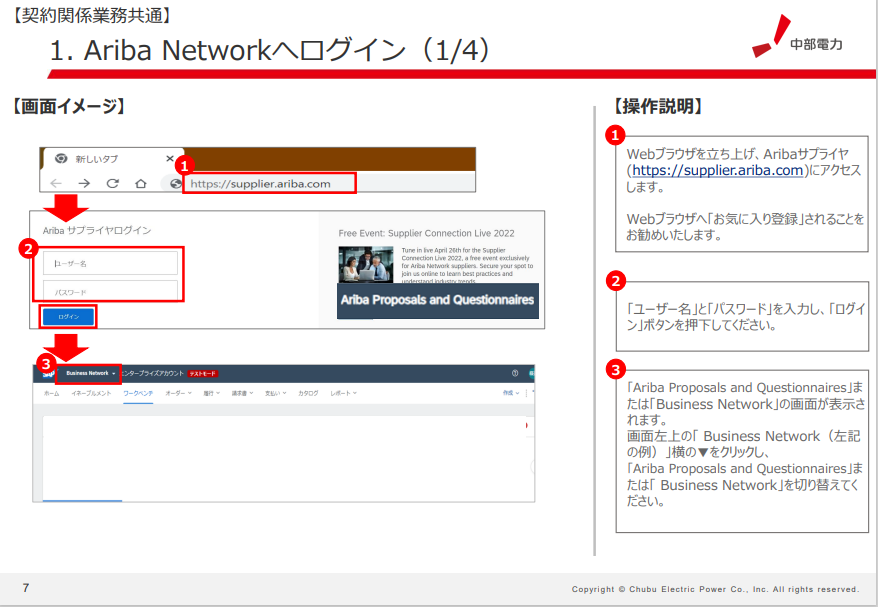 【契約関係業務共通】
1. Ariba Networkへログイン（1/4）
中部電力
【画面イメージ】
新しいタブ
×
1
https://supplier.ariba.com
Ariba サプライヤログイン
2
ユーザー名
パスワード
ログイン
Free Event: Supplier Connection Live 2022
Tune in live April 26th for the Supplier
Connection Live 2022, a free event exclusively
for Ariba Network suppliers. Secure your spot to
join us online to learn best practices and
understand industry trends.
Ariba Proposals and Questionnaires
3
Business Network
ンタープライズアカウント
テストモード
ホーム
イネーブルメント
ワークベンチ
オーダー
履行
請求書
支払い
カタログ
レポート
作成
【操作説明】
1
Webブラウザを立ち上げ、Aribaサプライヤ
(https://supplier.ariba.com)にアクセス
します。
Webブラウザへ「お気に入り登録」されることを
お勧めいたします。
2
「ユーザー名」と「パスワード」を入力し、「ログイ
ン」ボタンを押下してください。
3
「Ariba Proposals and Questionnaires」ま
たは「Business Network」の画面が表示さ
れます。
画面左上の「 Business Network（左記
の例）」横の▼をクリックし、
「Ariba Proposals and Questionnaires」ま
たは「 Business Network」を切り替えてく
ださい。
7
Copyright © Chubu Electric Power Co., Inc. All rights reserved.